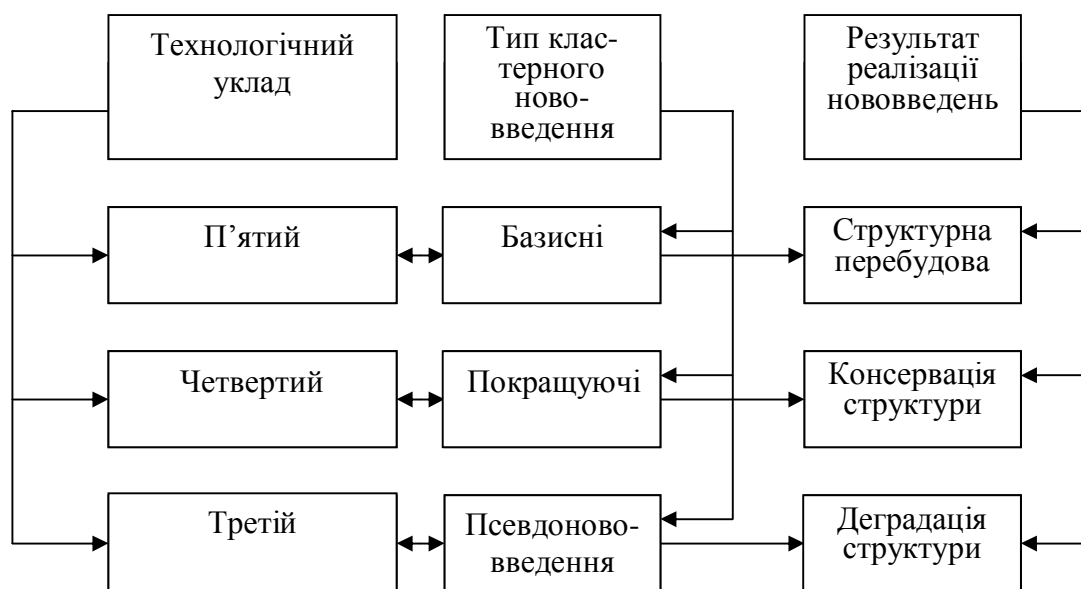 Технологічний
уклад
Тип клас-
терного
ново-
введення
Результат
реалізації
нововведень
П’ятий
Базисні
Структурна
перебудова
Четвертий
Покращуючі
Консервація
структури
Третій
Псевдоново-
введення
Деградація
структури